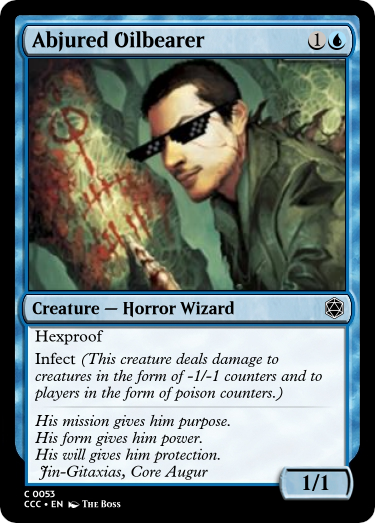 Abjured Oilbearer 1
Creature — Horror Wizard
Hexproof
Infect (This creature deals damage to
creatures in the form of -1/-1 counters and to
players in the form of poison counters.)
His mission gives him purpose.
His form gives him power.
His will gives him protection.
Jin-Gitaxias, Core Augur
1/1
C 0053
CCC • EN The Boss